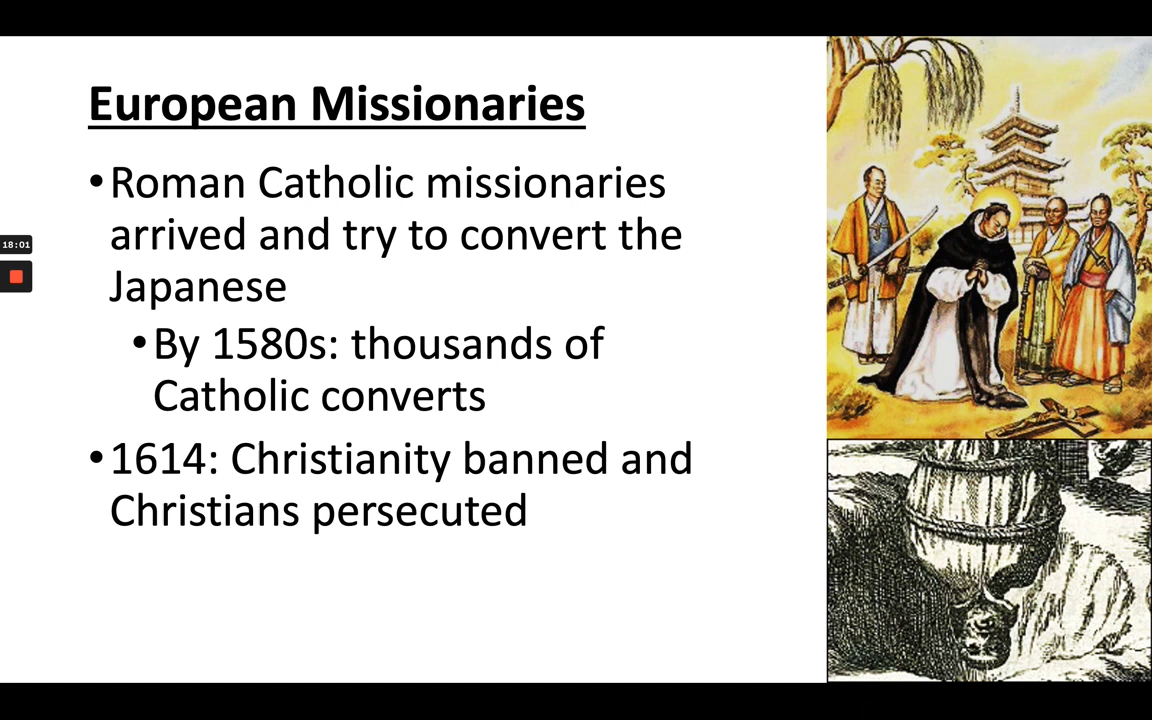 European Missionaries
•Roman Catholic missionaries
arrived and try to convert the
Japanese
•By 1580s: thousands of
Catholic converts
•1614: Christianity banned and
Christians persecuted
18:01